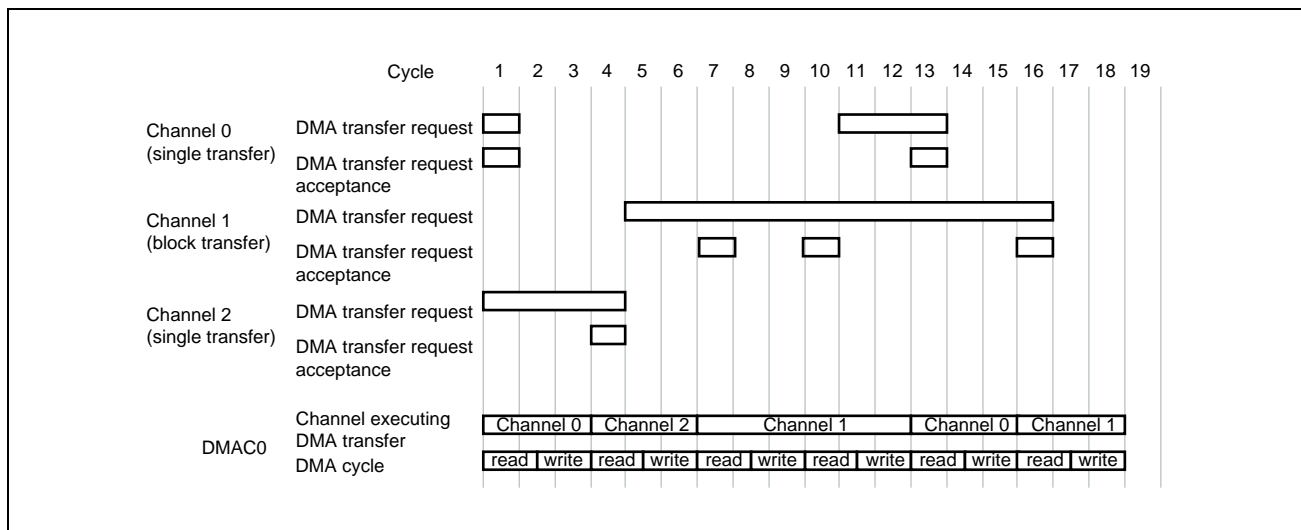 Cycle 1 2 3 4 5 6 7 8 9 10 11 12 13 14 15 16 17 18 19
Channel 0
(single transfer)
DMA transfer request
DMA transfer request
acceptance
Channel 1
(block transfer)
DMA transfer request
DMA transfer request
acceptance
Channel 2
(single transfer)
DMA transfer request
DMA transfer request
acceptance
DMAC0
Channel executing
DMA transfer
Channel 0 Channel 2 Channel 1 Channel 0 Channel 1
DMA cycle
read write read write read write read write read write read write